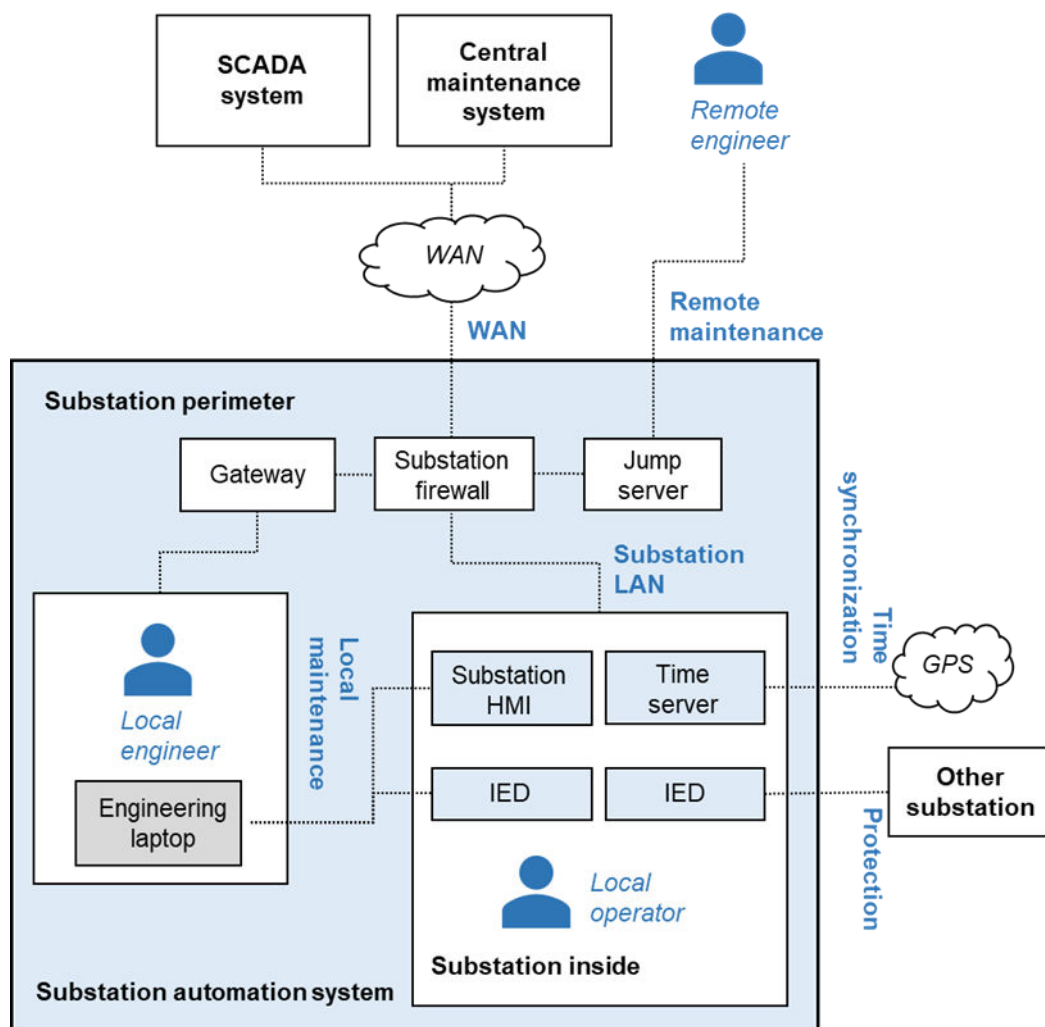 SCADA
system
Central
maintenance
system
Remote
engineer
WAN
WAN
Remote
maintenance
Substation perimeter
Gateway
Substation
firewall
Jump
server
Substation
LAN
Time
synchronization
Local
engineer
Engineering
laptop
Local
maintenance
Substation
HMI
Time
server
GPS
IED
IED
Other
substation
Protection
Local
operator
Substation inside
Substation automation system